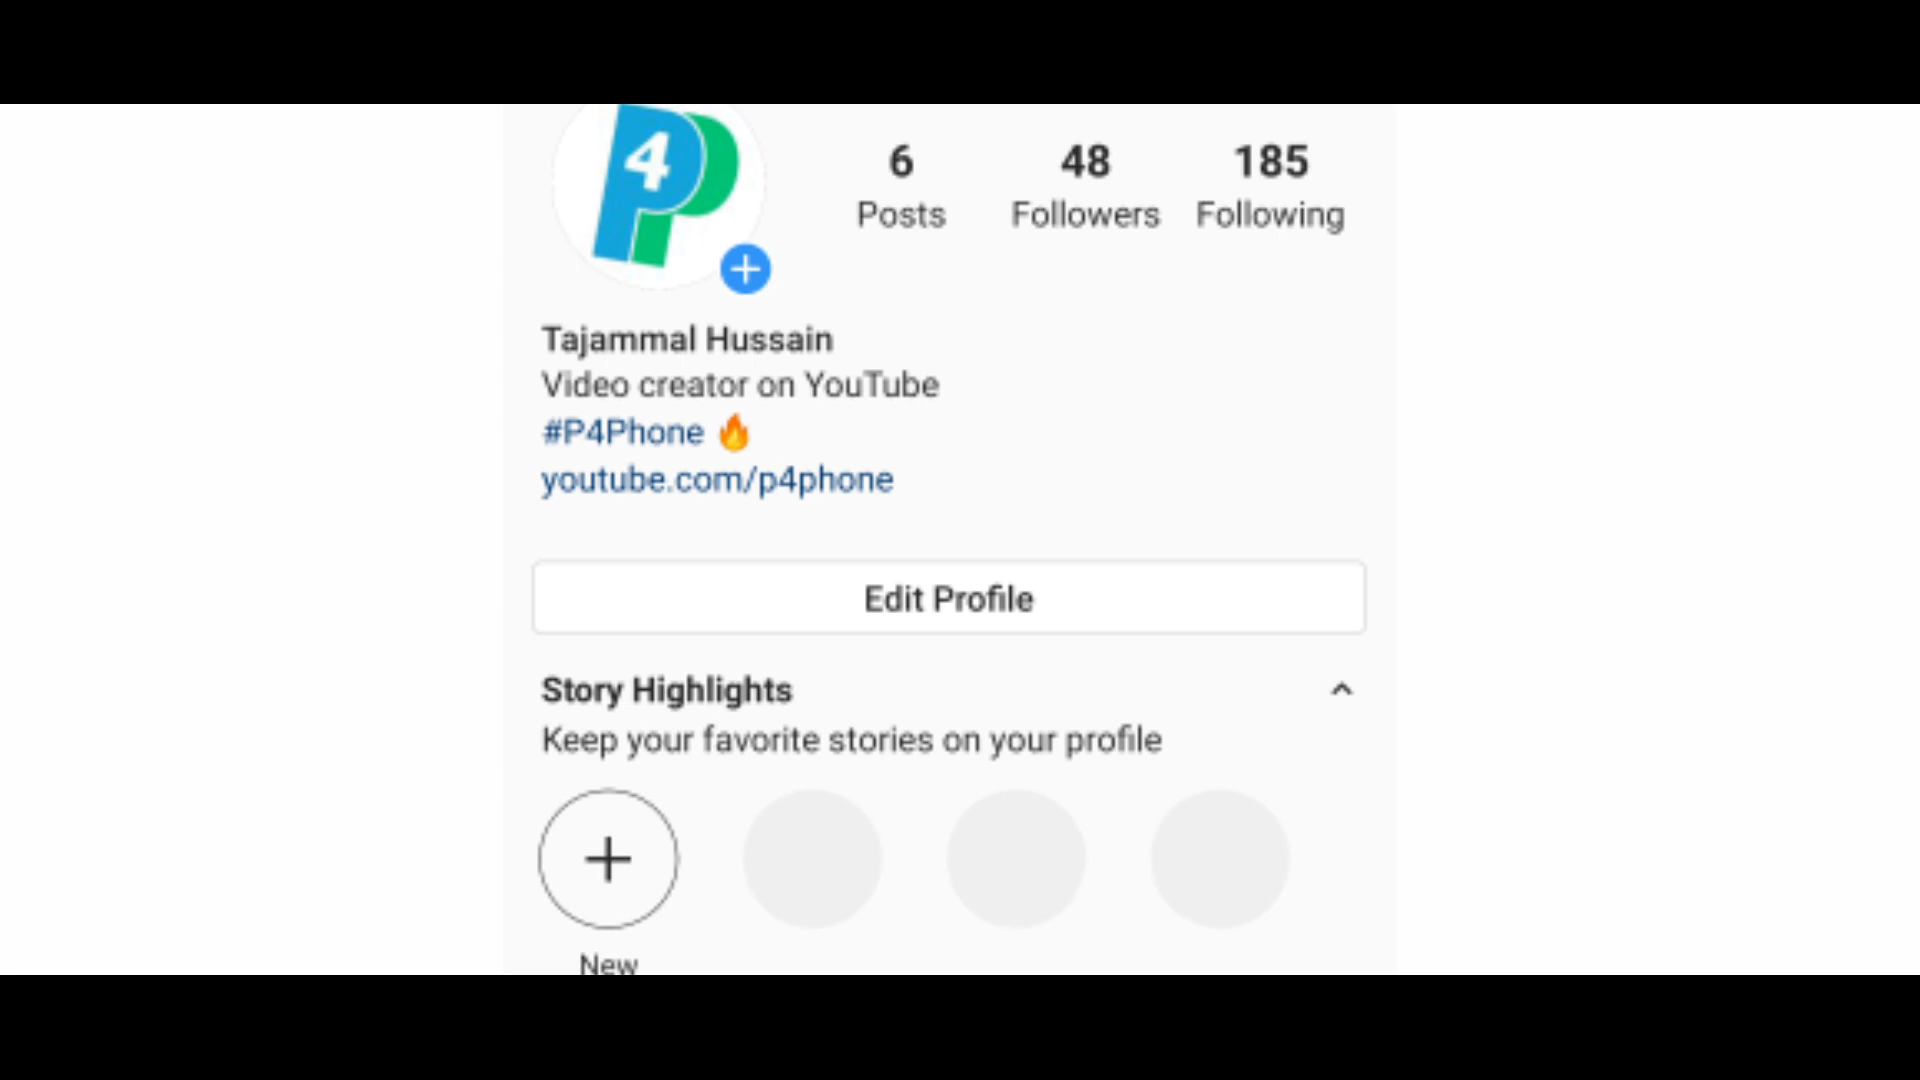 4
6 48 185
Posts Followers Following
Tajammal Hussain
Video creator on YouTube
#P4Phone 🔥
youtube.com/p4phone
Edit Profile
Story Highlights
Keep your favorite stories on your profile
New